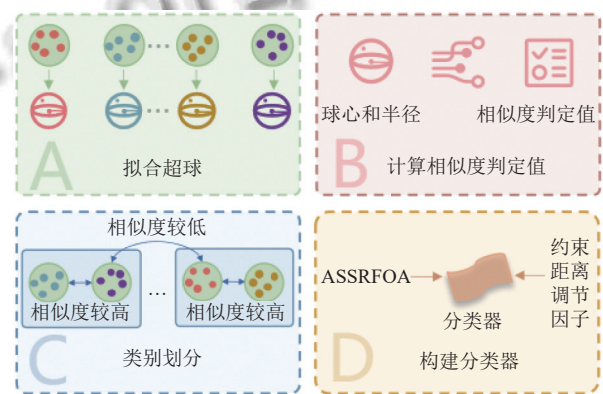 A
拟合超球
球心和半径
相似度判定值
B
计算相似度判定值
相似度较低
相似度较高
...
相似度较高
C
类别划分
ASSRFOA
分类器
约束
距离
调节
因子
D
构建分类器